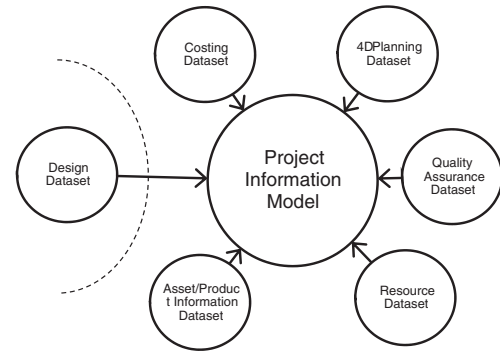 Costing
Dataset
4DPlanning
Dataset
Design
Dataset
Project
Information
Model
Quality
Assurance
Dataset
Asset/Produc
t Information
Dataset
Resource
Dataset